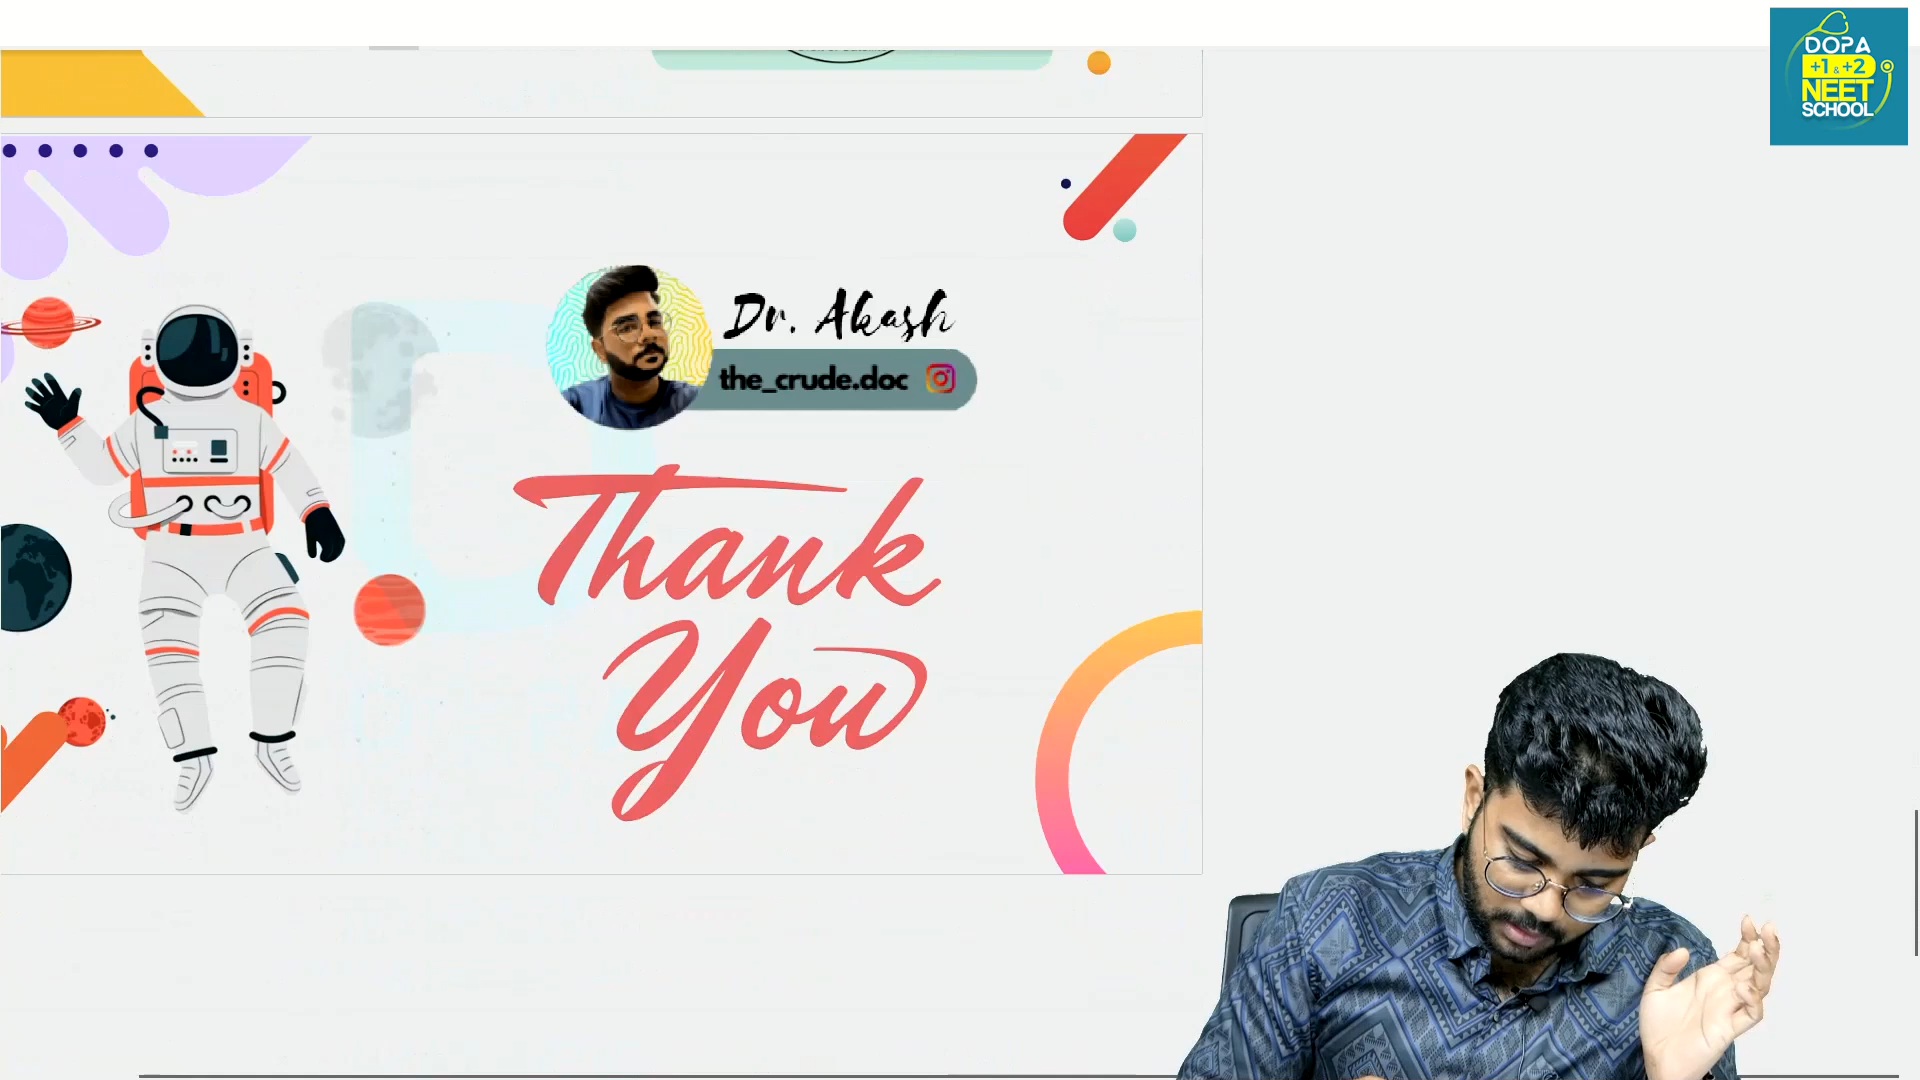 DOPA
+1 & +2
NEET
SCHOOL
Dr. Akash
the_crude.doc
Thank
You